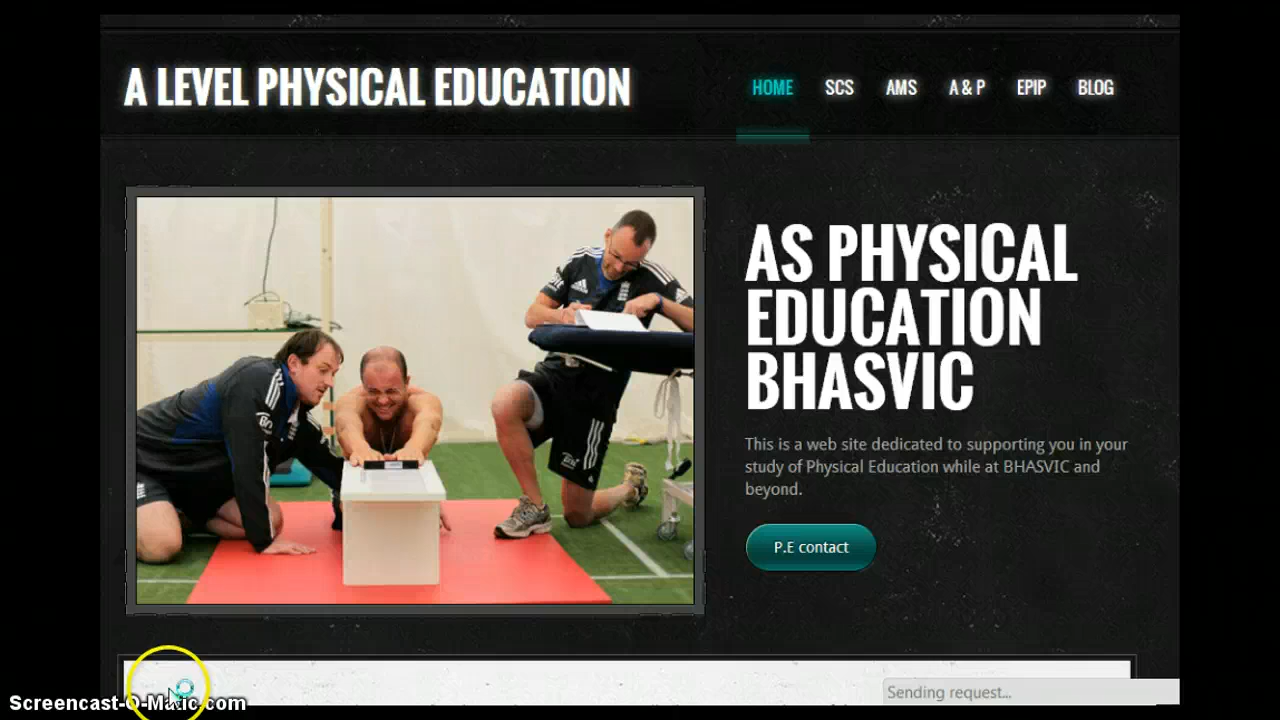 A LEVEL PHYSICAL EDUCATION
HOME SCS AMS A & P EPIP BLOG
AS PHYSICAL
EDUCATION
BHASVIC
This is a web site dedicated to supporting you in your
study of Physical Education while at BHASVIC and
beyond.
P.E contact
Sending request...
Screencast-O-Matic.com